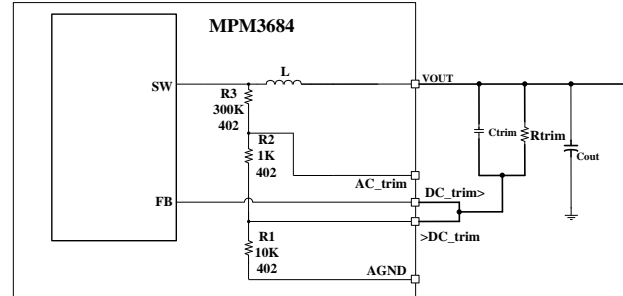 MPM3684
SW
L
VOUT
R3
300K
402
R2
1K
402
Ctrim
Rtrim
Cout
AC_trim
FB
DC_trim>
>DC_trim
R1
10K
402
AGND